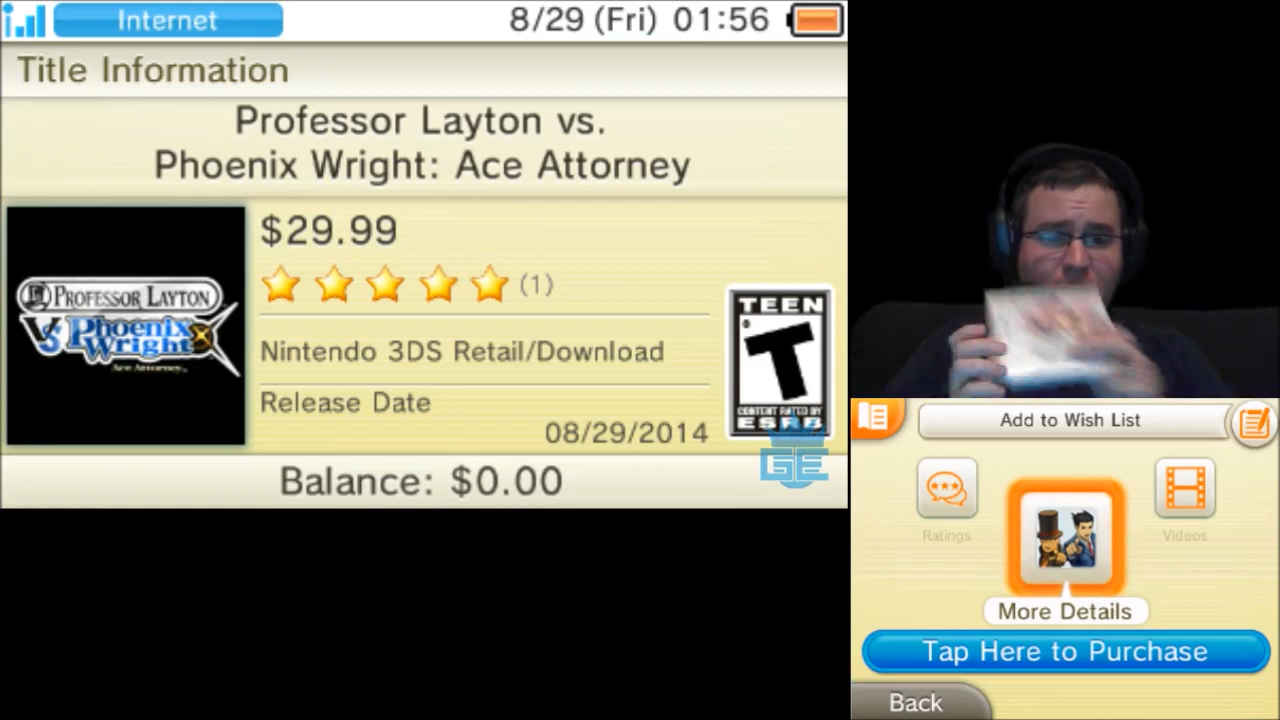 Internet
8/29 (Fri) 01:56
Title Information
Professor Layton vs.
Phoenix Wright: Ace Attorney
$29.99
(1)
Nintendo 3DS Retail/Download
Release Date
08/29/2014
PROFESSOR LAYTON
VS Phoenix
Wright
Ace Attorney™
TEEN
T
CONTENT RATED BY
ESRB
GE
Balance: $0.00
Add to Wish List
Ratings
Videos
More Details
Tap Here to Purchase
Back